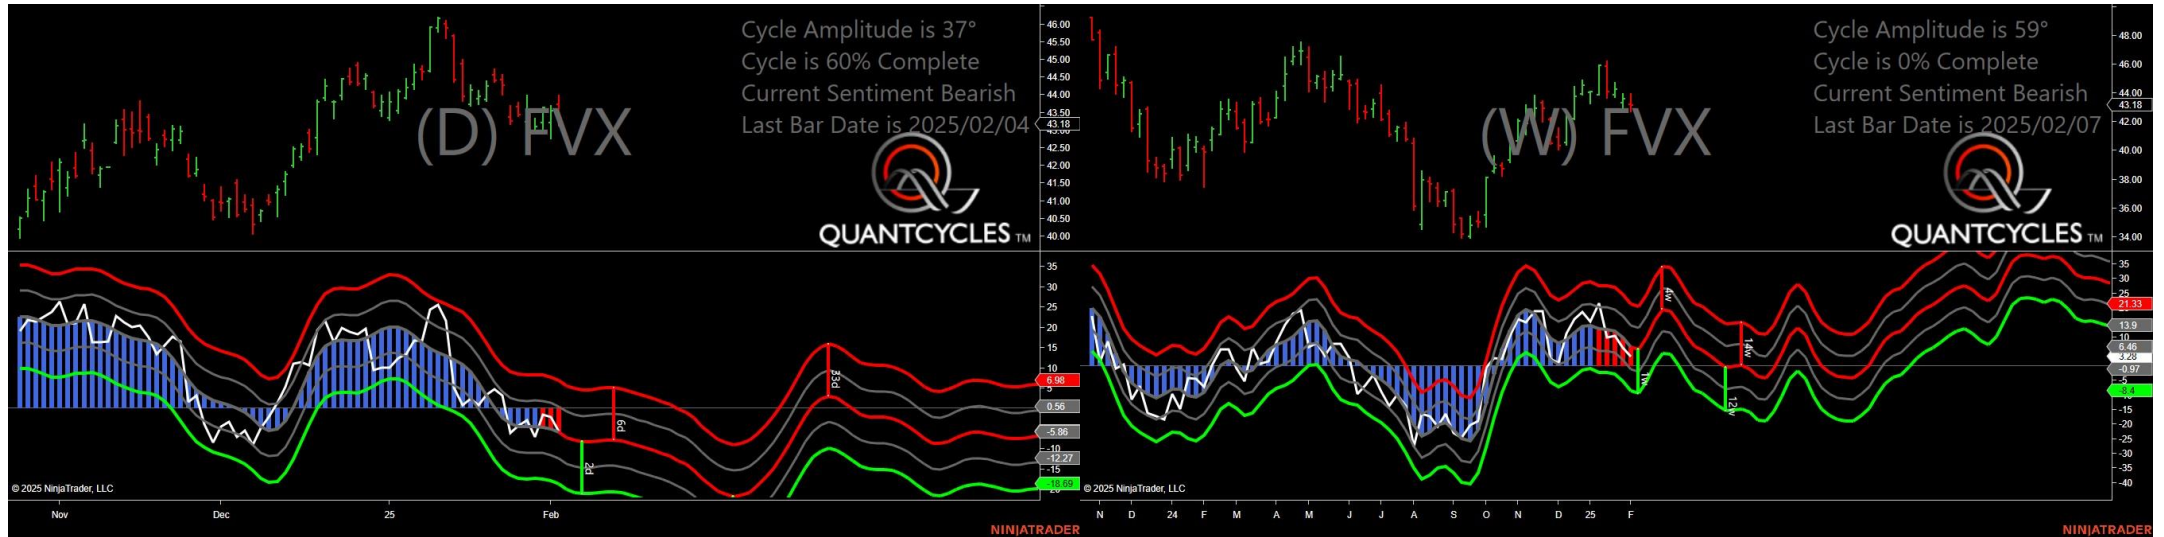 Cycle Amplitude is 37°
Cycle is 60% Complete
Current Sentiment Bearish
Last Bar Date is 2025/02/04
(D) FVX
QUANTCYCLES TM
46.00
45.50
45.00
44.50
44.00
43.50
43.18
43.00
42.50
42.00
41.50
41.00
40.50
40.00
35
30
25
20
15
10
6.98
5
0.56
-5.86
-10
-12.27
-15
-18.69
2d
6d
33d
© 2025 NinjaTrader, LLC
Nov
Dec
25
Feb
NINJATRADER
Cycle Amplitude is 59°
Cycle is 0% Complete
Current Sentiment Bearish
Last Bar Date is 2025/02/07
(W) FVX
QUANTCYCLES TM
48.00
46.00
44.00
43.18
42.00
40.00
38.00
36.00
34.00
35
30
25
21.33
13.9
10
6.46
3.28
-0.97
-5
-8.4
-15
-20
-25
-30
-35
-40
1w
4w
12w
14w
© 2025 NinjaTrader, LLC
N D 24 F M A M J J A S O N D 25 F
NINJATRADER